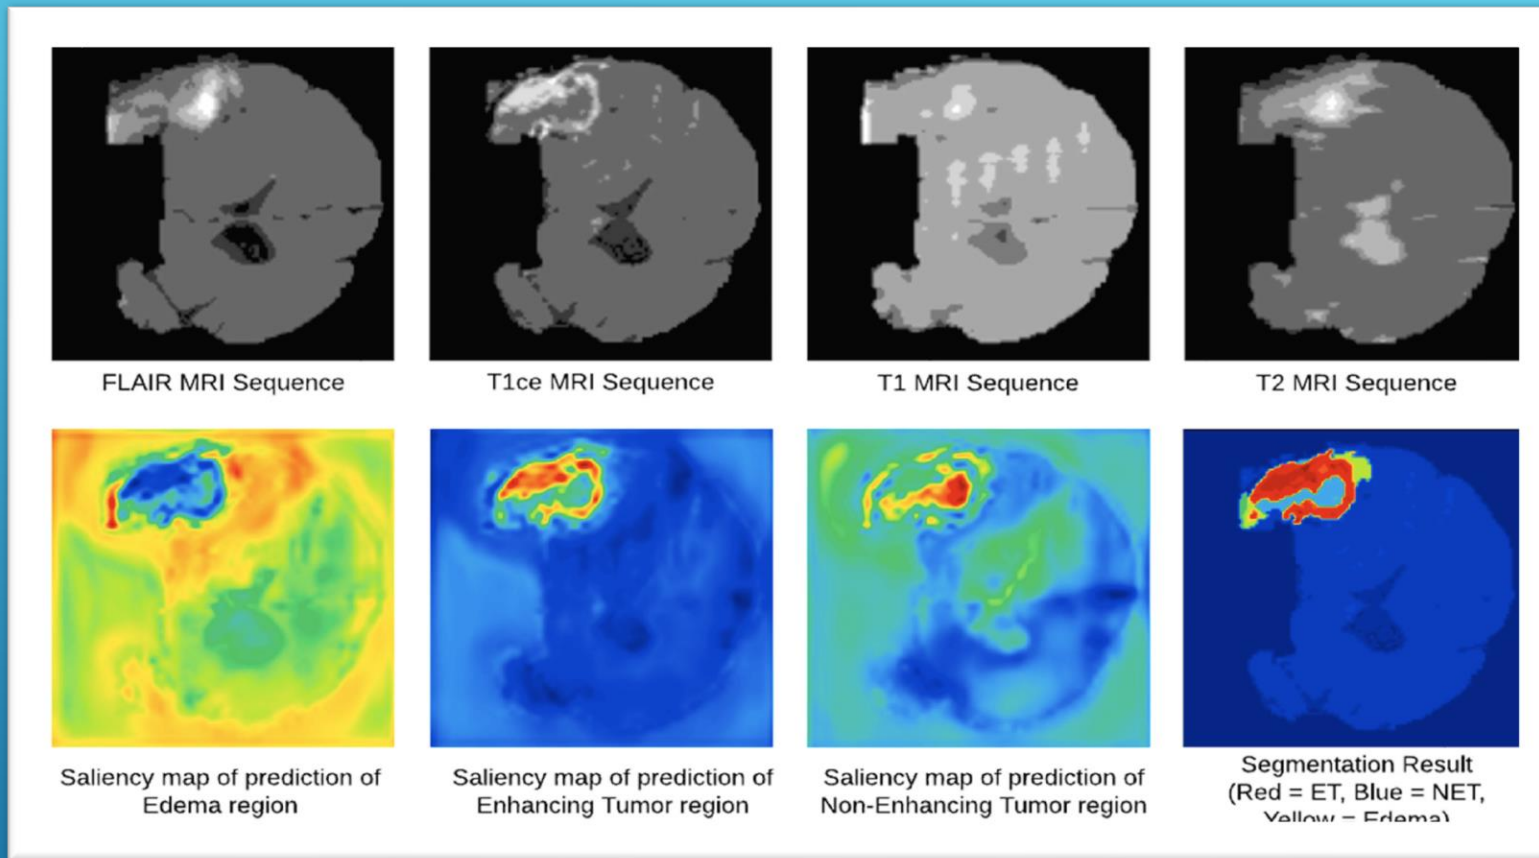 FLAIR MRI Sequence
T1ce MRI Sequence
T1 MRI Sequence
T2 MRI Sequence
Saliency map of prediction of
Edema region
Saliency map of prediction of
Enhancing Tumor region
Saliency map of prediction of
Non-Enhancing Tumor region
Segmentation Result
(Red = ET, Blue = NET,
Yellow = Edema)